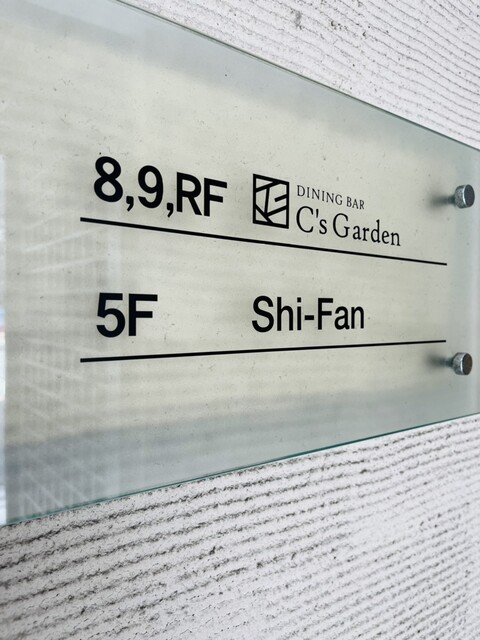 8,9,RF DINING BAR
C's Garden
5F Shi-Fan